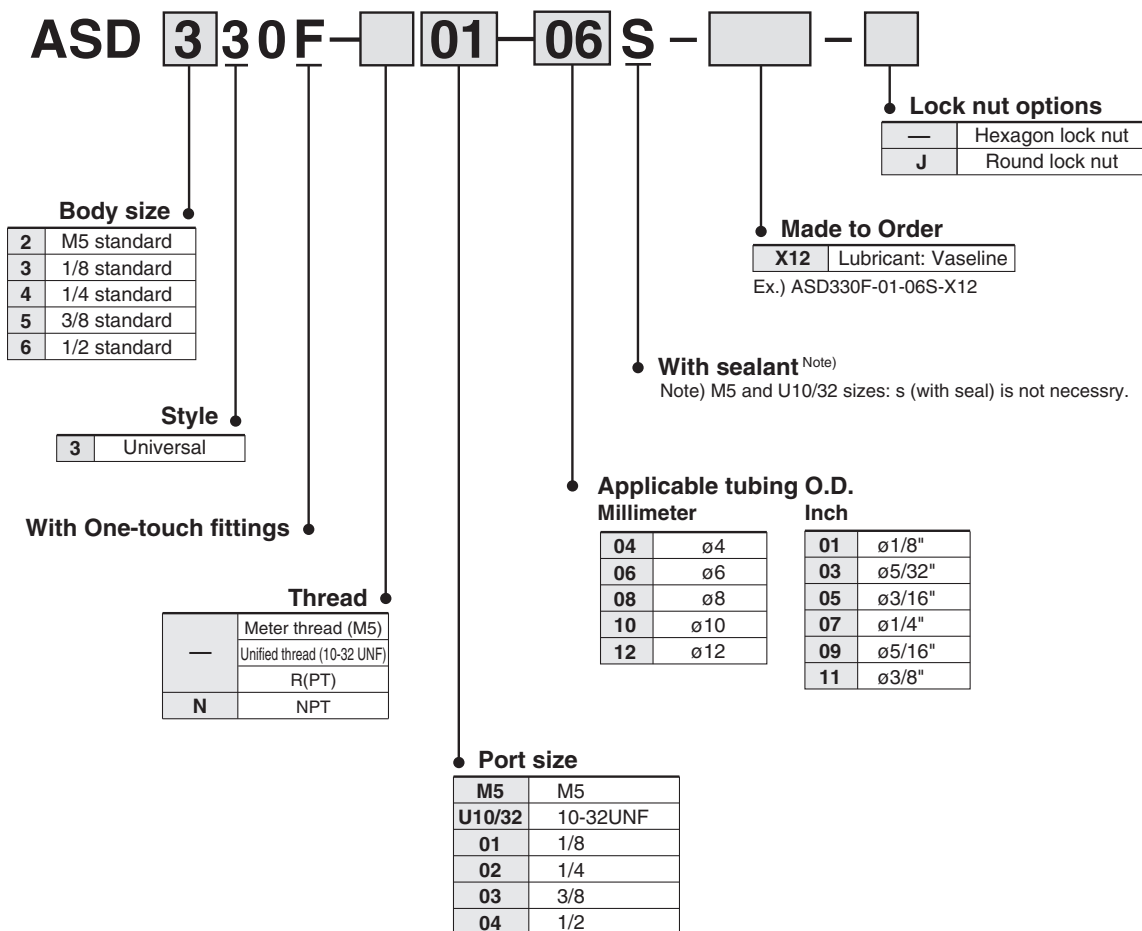 ASD 3 3 0 F — 01 — 06 S – –
Lock nut options
— Hexagon lock nut
J Round lock nut
Body size
2 M5 standard
3 1/8 standard
4 1/4 standard
5 3/8 standard
6 1/2 standard
Made to Order
X12 Lubricant: Vaseline
Ex.) ASD330F-01-06S-X12
With sealant Note)
Note) M5 and U10/32 sizes: s (with seal) is not necessry.
Style
3 Universal
With One-touch fittings
Applicable tubing O.D.
Millimeter
04 ø4
06 ø6
08 ø8
10 ø10
12 ø12
Inch
01 ø1/8"
03 ø5/32"
05 ø3/16"
07 ø1/4"
09 ø5/16"
11 ø3/8"
Thread
— Meter thread (M5)
Unified thread (10-32 UNF)
R(PT)
N NPT
Port size
M5 M5
U10/32 10-32UNF
01 1/8
02 1/4
03 3/8
04 1/2